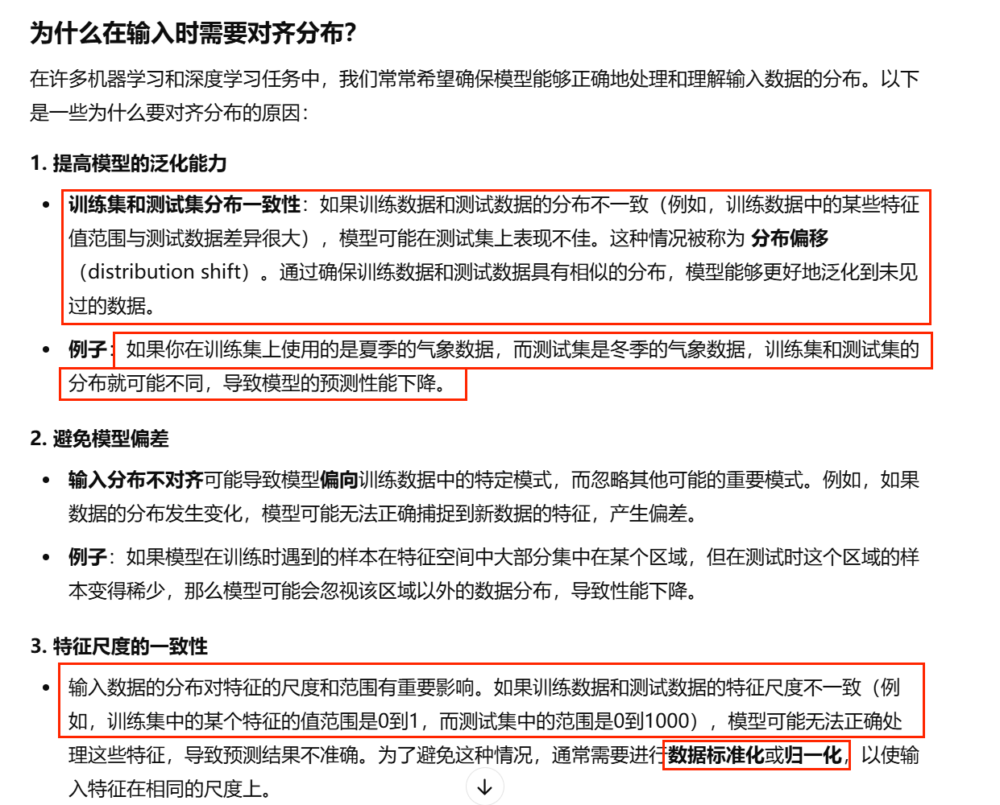 为什么在输入时需要对齐分布？
在许多机器学习和深度学习任务中，我们常常希望确保模型能够正确地处理和理解输入数据的分布。以下
是一些为什么要对齐分布的原因：
1. 提高模型的泛化能力
• 训练集和测试集分布一致性：如果训练数据和测试数据的分布不一致（例如，训练数据中的某些特征
值范围与测试数据差异很大），模型可能在测试集上表现不佳。这种情况被称为 分布偏移
（distribution shift）。通过确保训练数据和测试数据具有相似的分布，模型能够更好地泛化到未见
过的数据。
• 例子：如果你在训练集上使用的是夏季的气象数据，而测试集是冬季的气象数据，训练集和测试集的
分布就可能不同，导致模型的预测性能下降。
2. 避免模型偏差
• 输入分布不对齐可能导致模型偏向训练数据中的特定模式，而忽略其他可能的重要模式。例如，如果
数据的分布发生变化，模型可能无法正确捕捉到新数据的特征，产生偏差。
• 例子：如果模型在训练时遇到的样本在特征空间中大部分集中在某个区域，但在测试时这个区域的样
本变得稀少，那么模型可能会忽视该区域以外的数据分布，导致性能下降。
3. 特征尺度的一致性
• 输入数据的分布对特征的尺度和范围有重要影响。如果训练数据和测试数据的特征尺度不一致（例
如，训练集中的某个特征的值范围是0到1，而测试集中的范围是0到1000），模型可能无法正确处
理这些特征，导致预测结果不准确。为了避免这种情况，通常需要进行数据标准化或归一化，以使输
入特征在相同的尺度上。